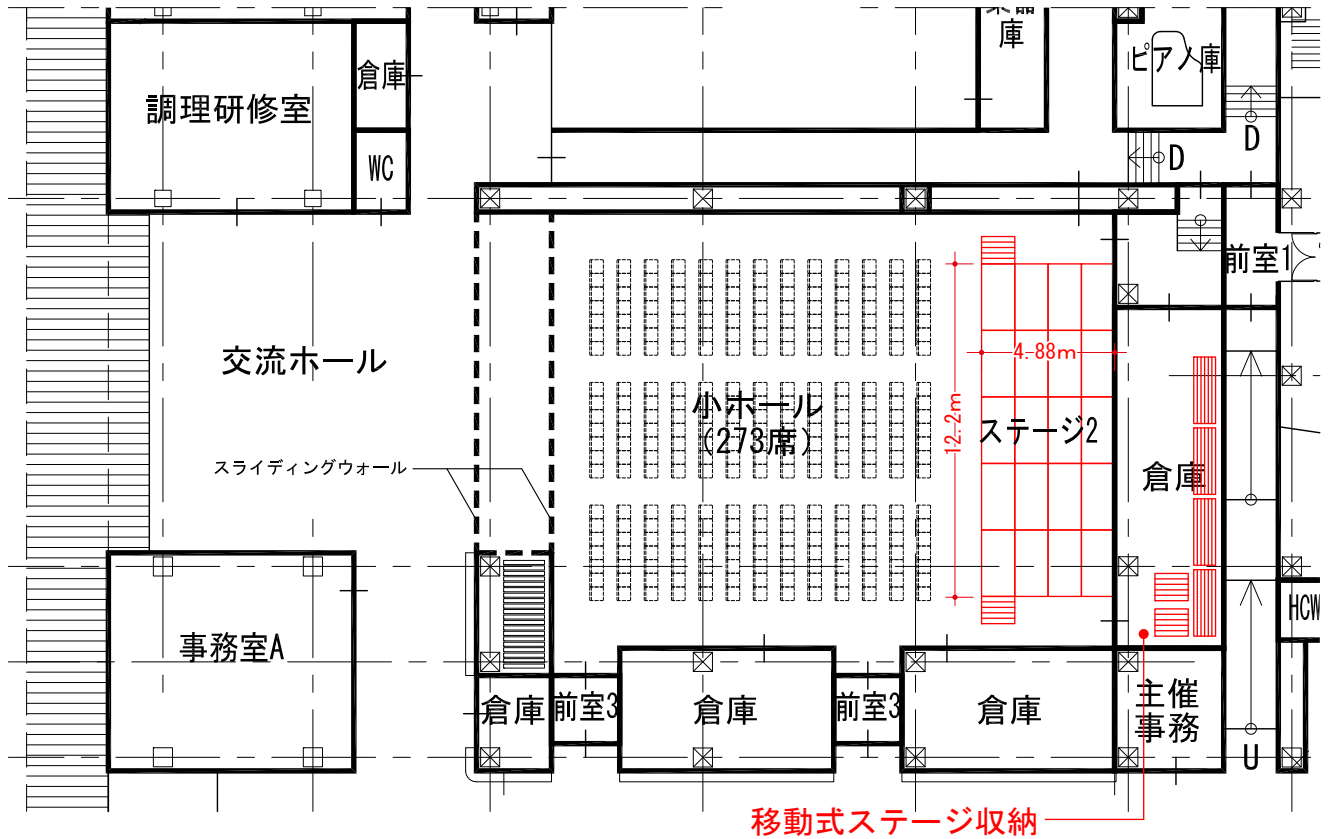 庫
ピアノ庫
倉庫
調理研修室
WC
D
D
前室1
交流ホール
4.88m
小ホール
(273席)
12.2m
ステージ2
スライディングウォール
倉庫
HCW
事務室A
倉庫
前室3
倉庫
前室3
倉庫
主催
事務
U
移動式ステージ収納